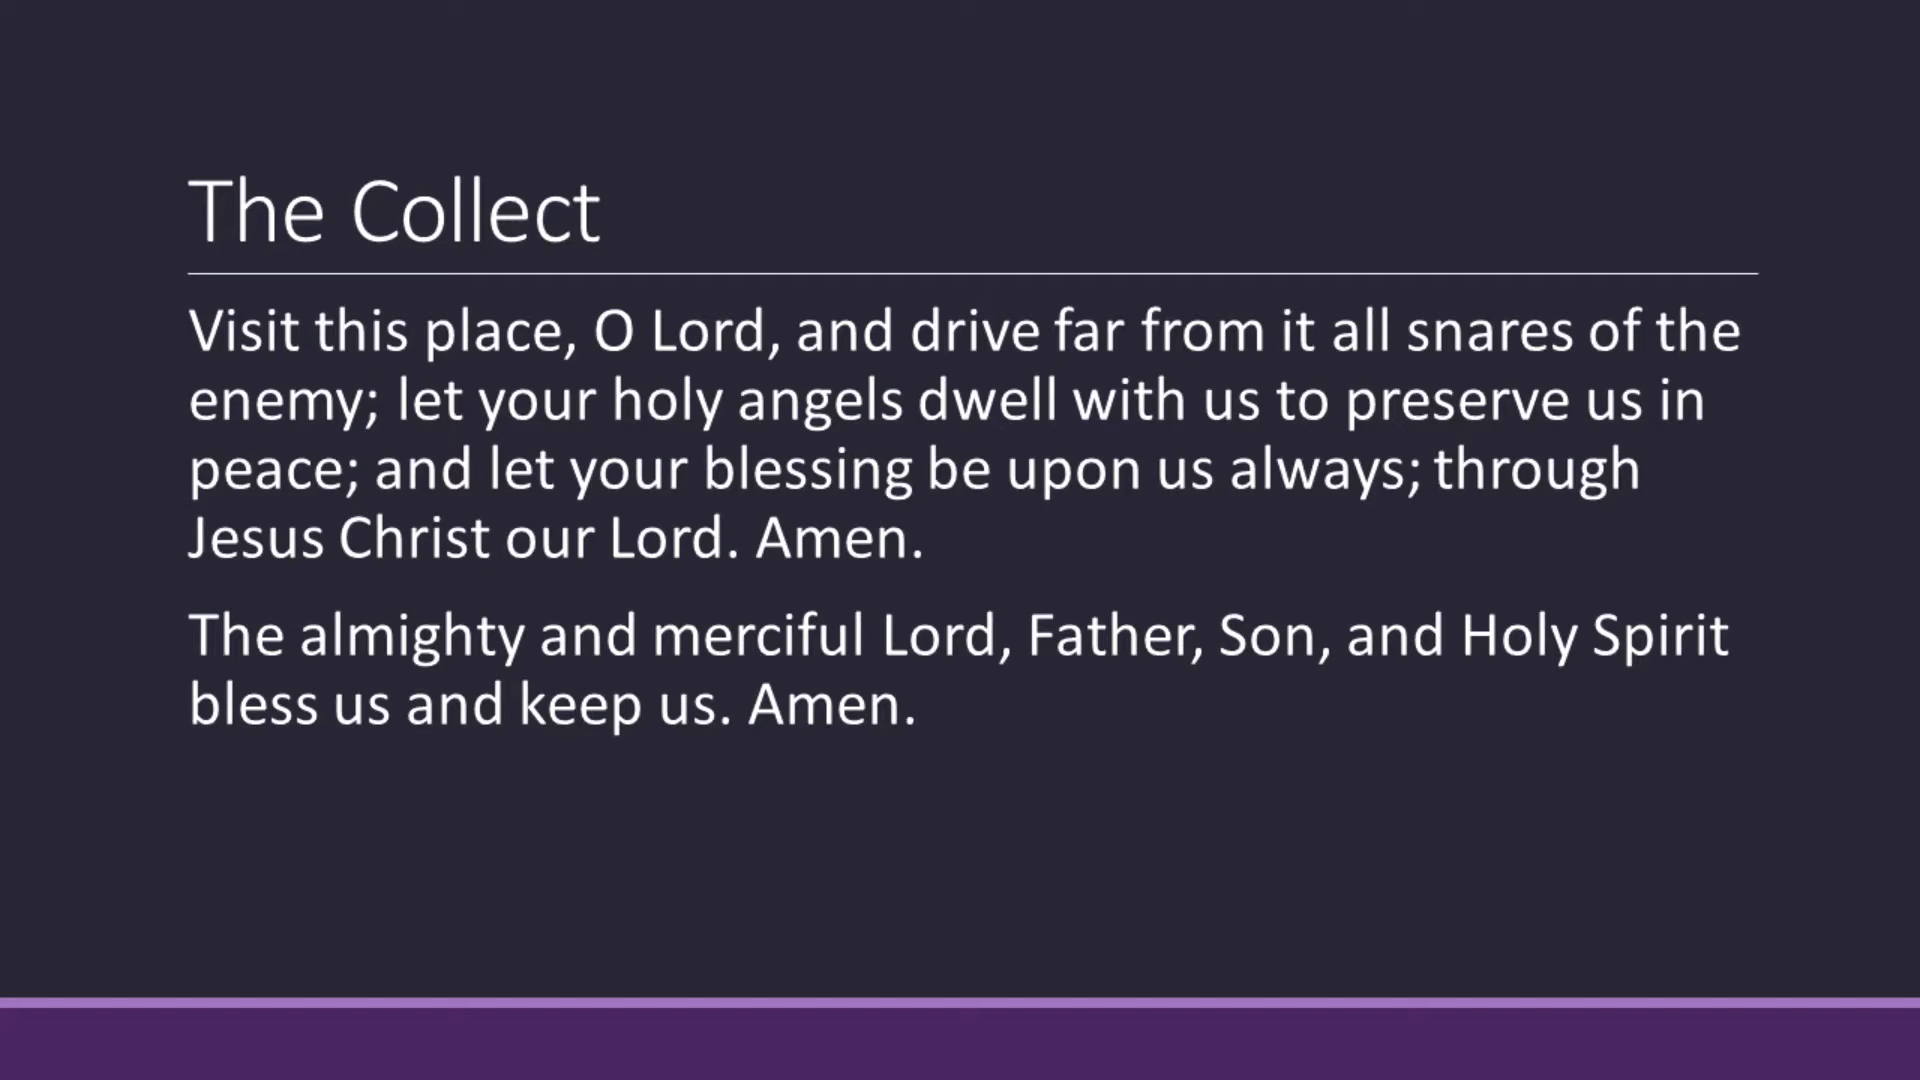 The Collect
Visit this place, O Lord, and drive far from it all snares of the
enemy; let your holy angels dwell with us to preserve us in
peace; and let your blessing be upon us always; through
Jesus Christ our Lord. Amen.
The almighty and merciful Lord, Father, Son, and Holy Spirit
bless us and keep us. Amen.